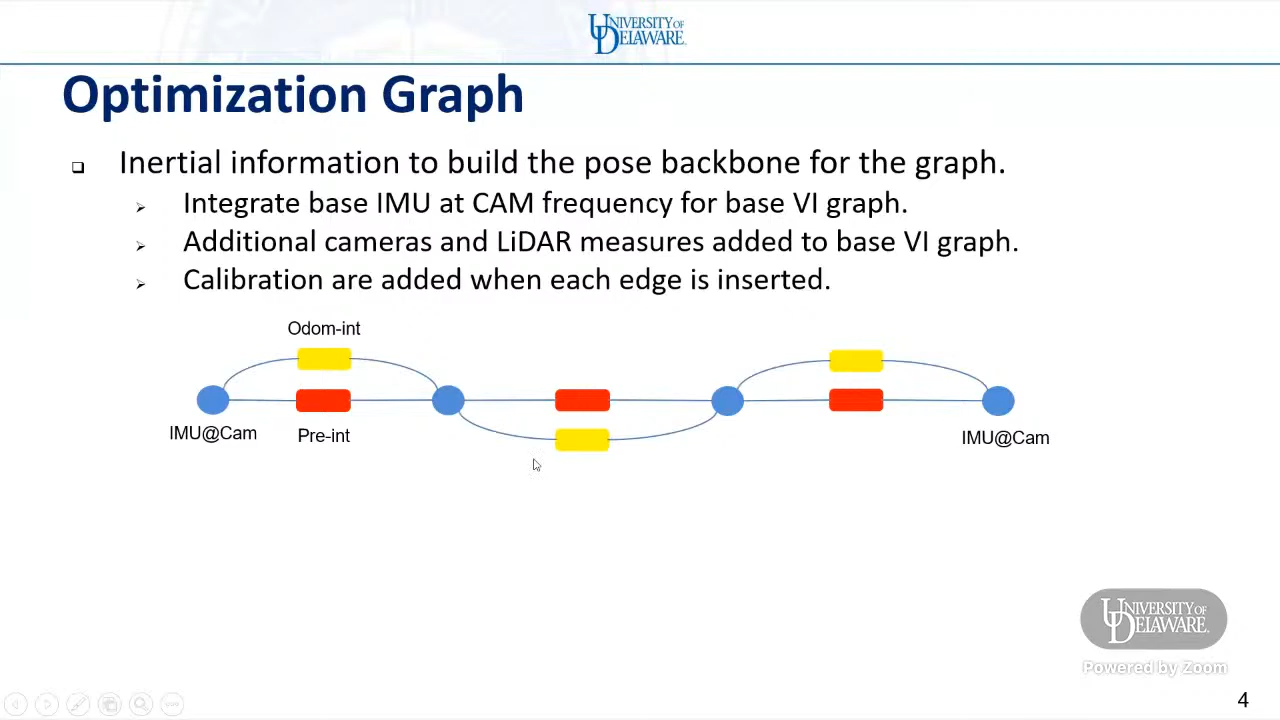 UNIVERSITY OF
DELAWARE.
Optimization Graph
Inertial information to build the pose backbone for the graph.
Integrate base IMU at CAM frequency for base VI graph.
Additional cameras and LiDAR measures added to base VI graph.
Calibration are added when each edge is inserted.
Odom-int
IMU@Cam
Pre-int
IMU@Cam
UNIVERSITY OF
DELAWARE.
Powered by Zoom
4